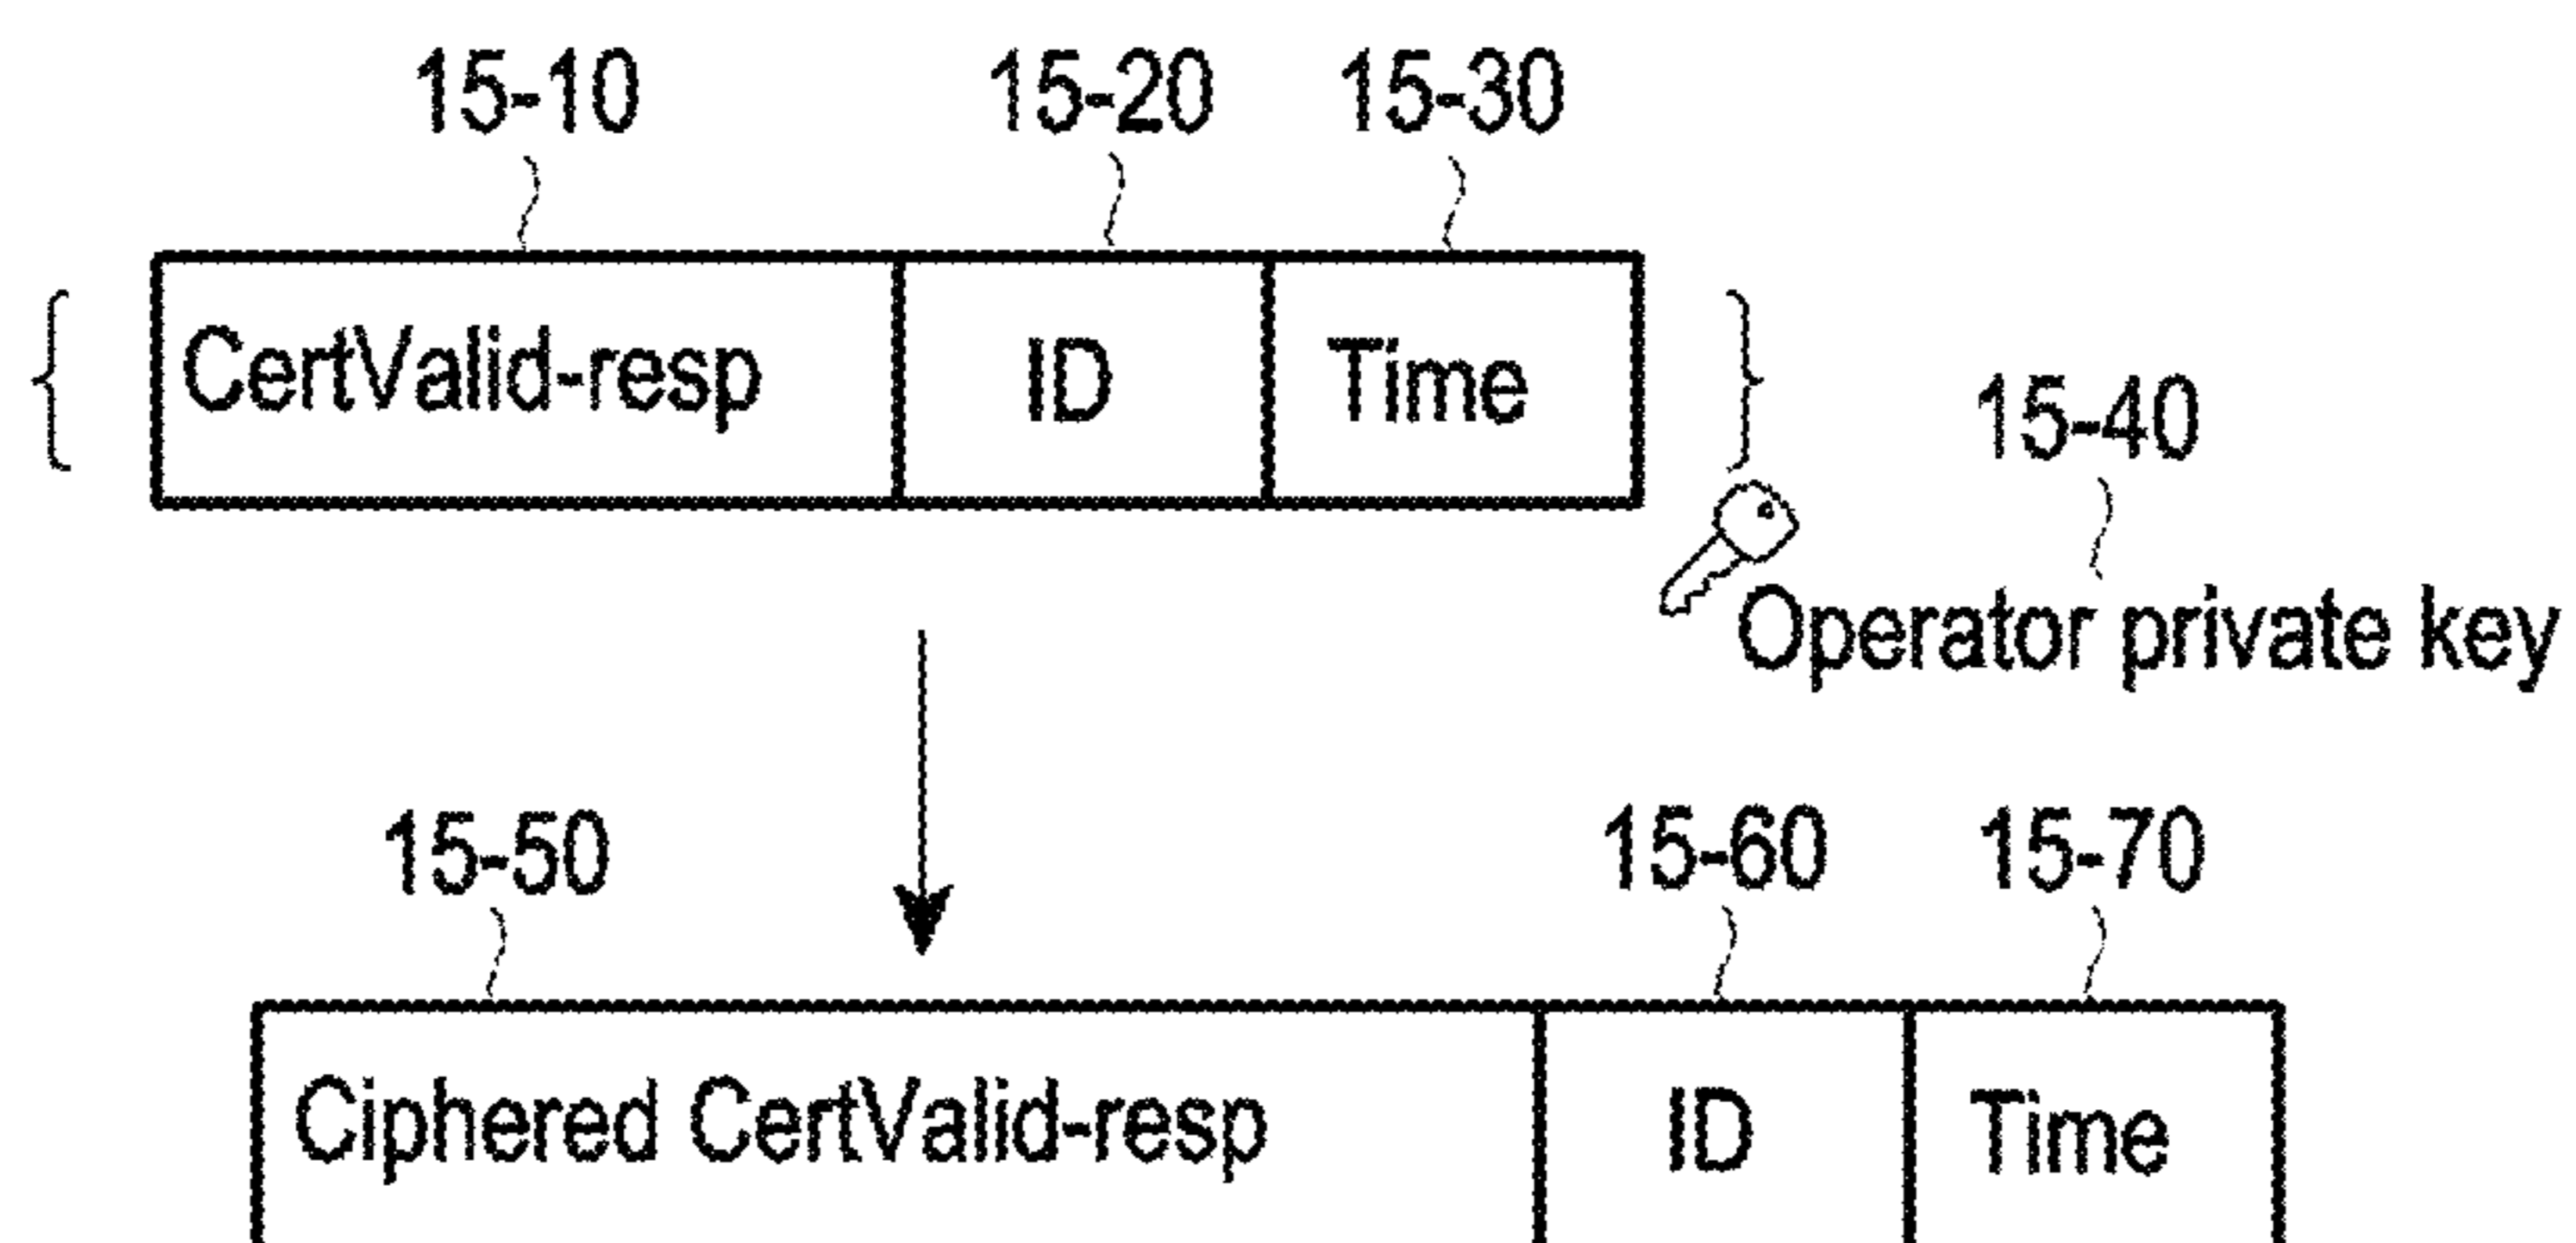 15-10 15-20 15-30
CertValid-resp ID Time
15-40
Operator private key
15-50 15-60 15-70
Ciphered CertValid-resp ID Time